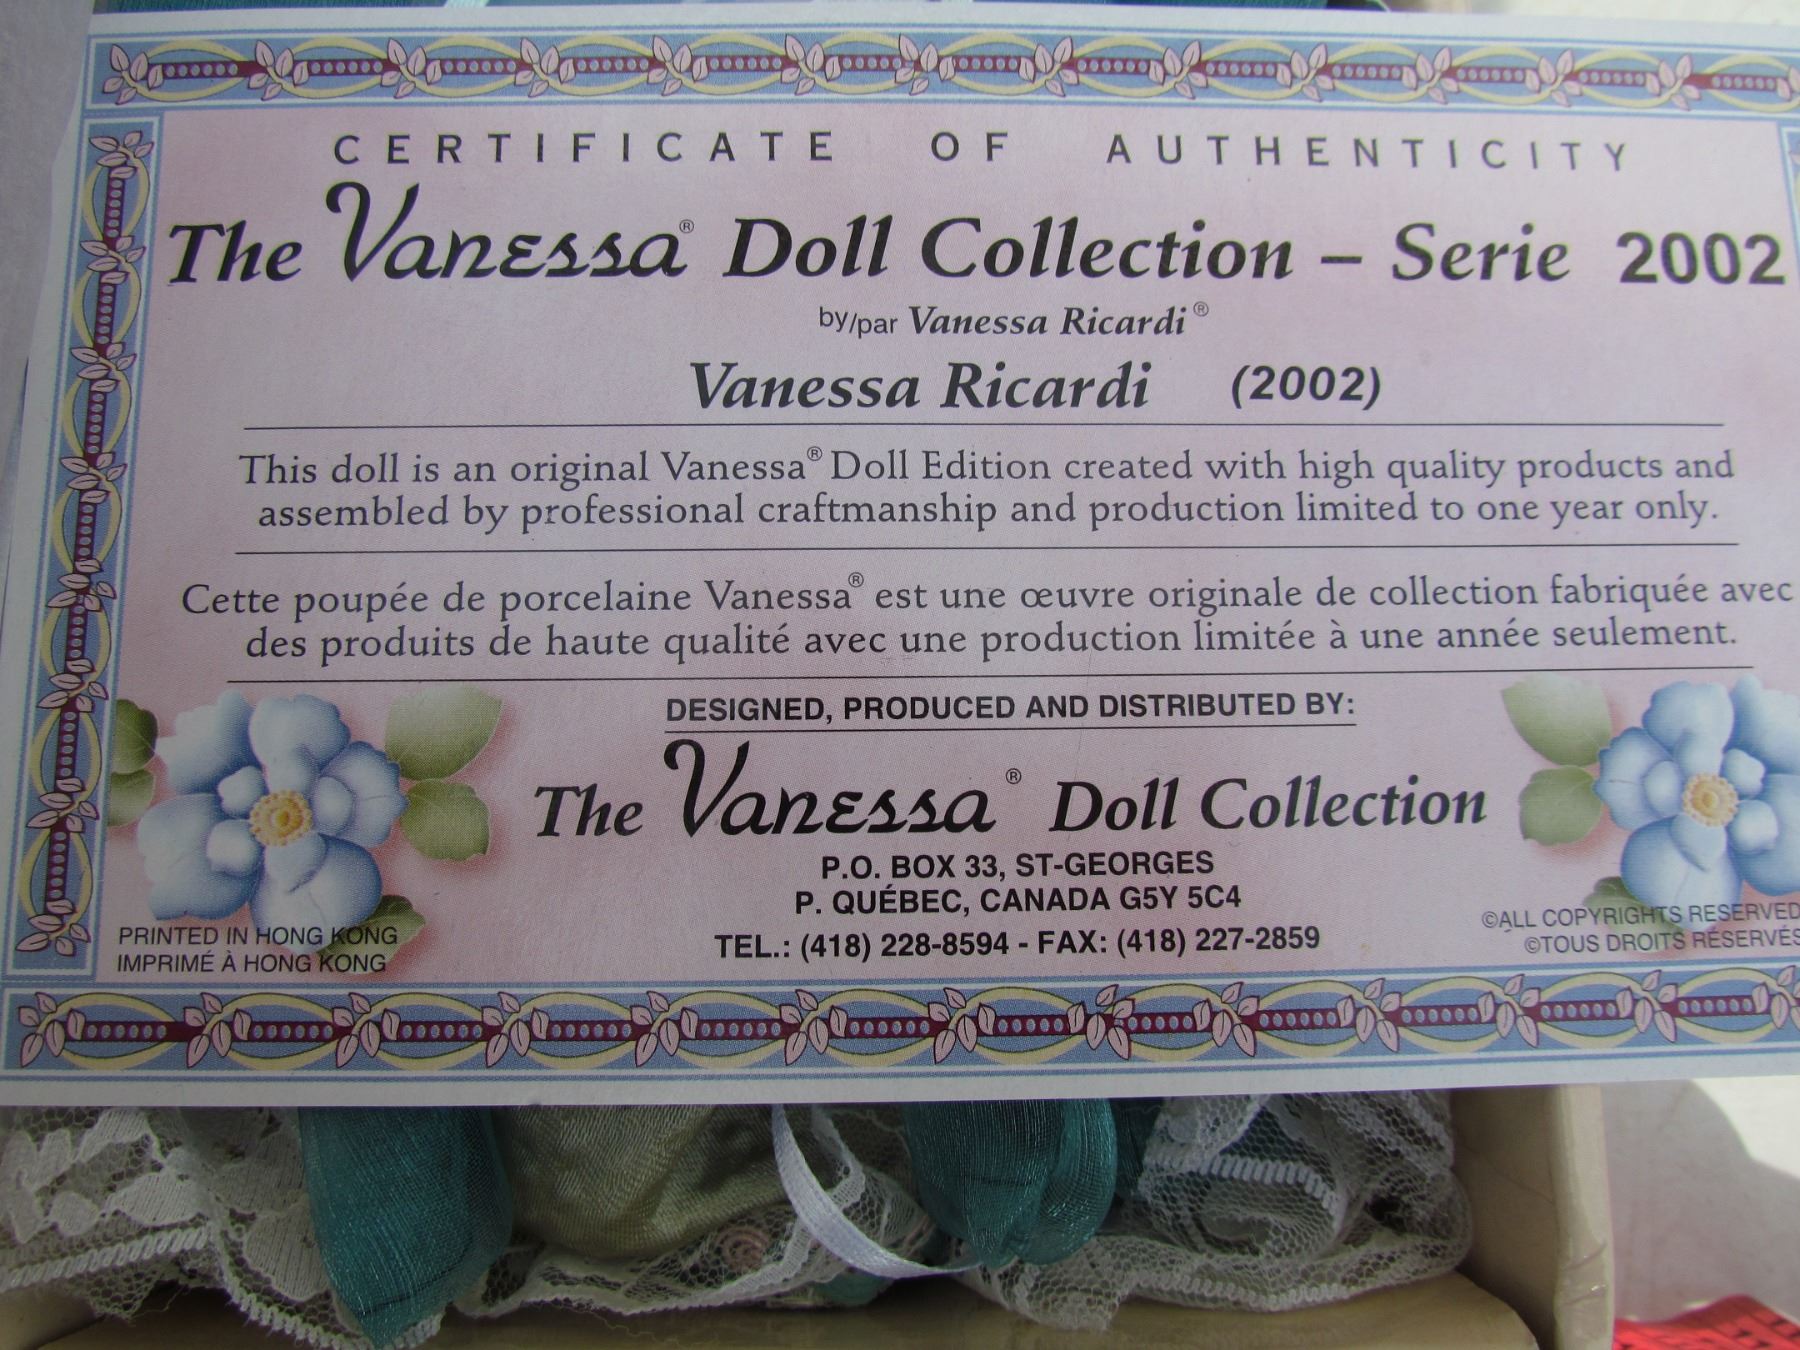 CERTIFICATE OF AUTHENTICITY
The Vanessa® Doll Collection – Serie 2002
by/par Vanessa Ricardi®
Vanessa Ricardi (2002)
This doll is an original Vanessa® Doll Edition created with high quality products and
assembled by professional craftmanship and production limited to one year only.
Cette poupée de porcelaine Vanessa® est une œuvre originale de collection fabriquée avec
des produits de haute qualité avec une production limitée à une année seulement.
DESIGNED, PRODUCED AND DISTRIBUTED BY:
The Vanessa® Doll Collection
P.O. BOX 33, ST-GEORGES
P. QUÉBEC, CANADA G5Y 5C4
TEL.: (418) 228-8594 - FAX: (418) 227-2859
PRINTED IN HONG KONG
IMPRIMÉ À HONG KONG
©ALL COPYRIGHTS RESERVED
©TOUS DROITS RÉSERVÉS